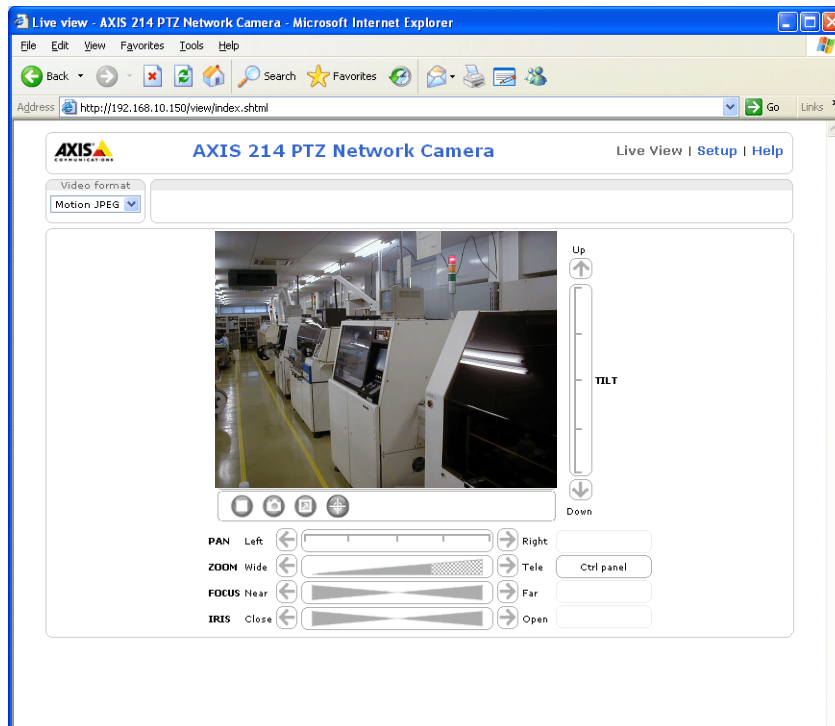 Live view - AXIS 214 PTZ Network Camera - Microsoft Internet Explorer
File Edit View Favorites Tools Help
Back Search Favorites
Address http://192.168.10.150/view/index.shtml Go Links
AXIS COMMUNICATIONS AXIS 214 PTZ Network Camera Live View | Setup | Help
Video format
Motion JPEG
Up
TILT
Down
PAN Left Right
ZOOM Wide Tele Ctrl panel
FOCUS Near Far
IRIS Close Open